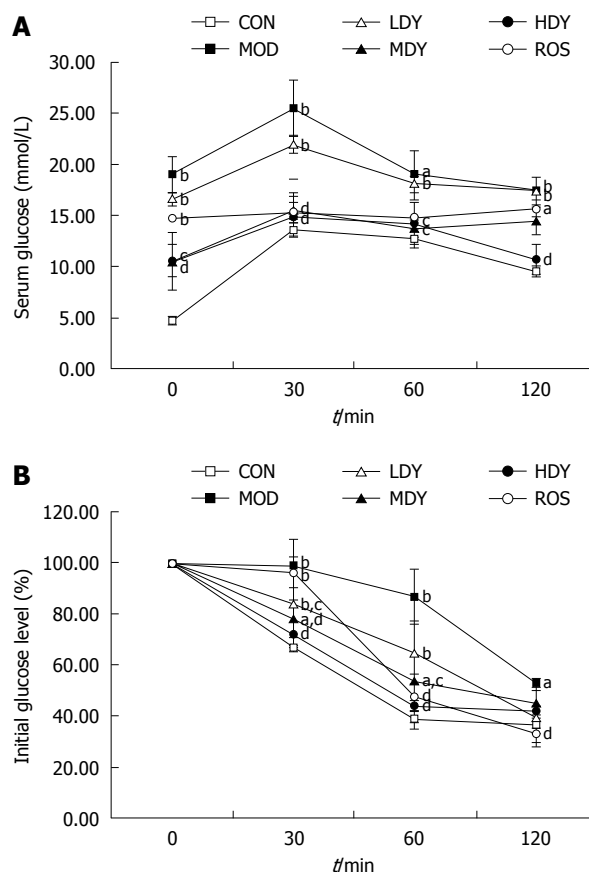 A
CON LDY HDY
MOD MDY ROS
30.00
25.00
20.00
15.00
10.00
5.00
0.00
Serum glucose (mmol/L)
b b a b
b b b
b d c a
c d c d
d
0 30 60 120
t/min
B
CON LDY HDY
MOD MDY ROS
120.00
100.00
80.00
60.00
40.00
20.00
0.00
Initial glucose level (%)
b b a
b
b,c b
a,d a,c
d d
d d
0 30 60 120
t/min